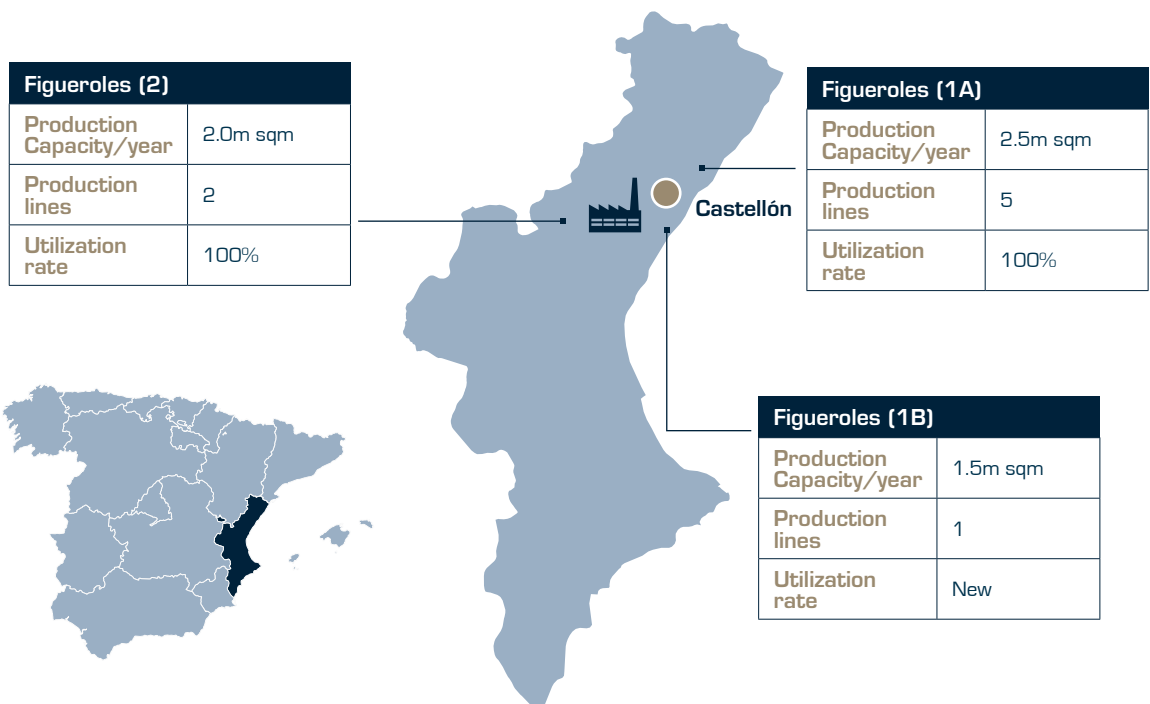 Figueroles (2)
Production
Capacity/year
2.0m sqm
Production
lines
2
Utilization
rate
100%
Figueroles (1A)
Production
Capacity/year
2.5m sqm
Production
lines
5
Utilization
rate
100%
Castellón
Figueroles (1B)
Production
Capacity/year
1.5m sqm
Production
lines
1
Utilization
rate
New